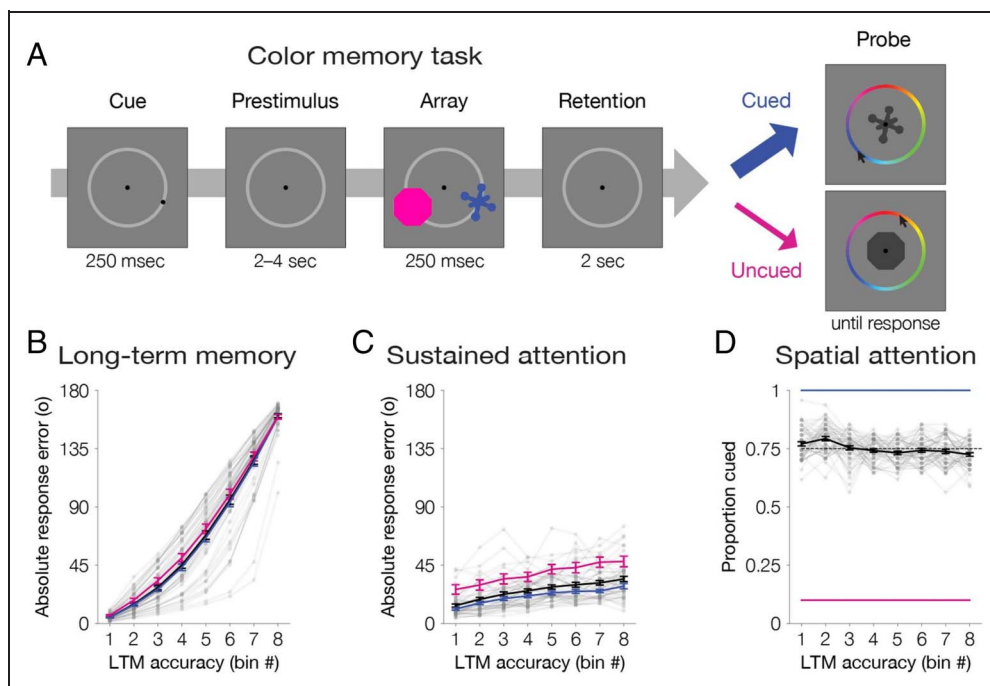 A
Color memory task
Probe
Cue
Prestimulus
Array
Retention
Cued
Uncued
250 msec
2–4 sec
250 msec
2 sec
until response
B
Long-term memory
Absolute response error (o)
180
135
90
45
0
1 2 3 4 5 6 7 8
LTM accuracy (bin #)
C
Sustained attention
Absolute response error (o)
180
135
90
45
0
1 2 3 4 5 6 7 8
LTM accuracy (bin #)
D
Spatial attention
Proportion cued
1
0.75
0.5
0.25
0
1 2 3 4 5 6 7 8
LTM accuracy (bin #)